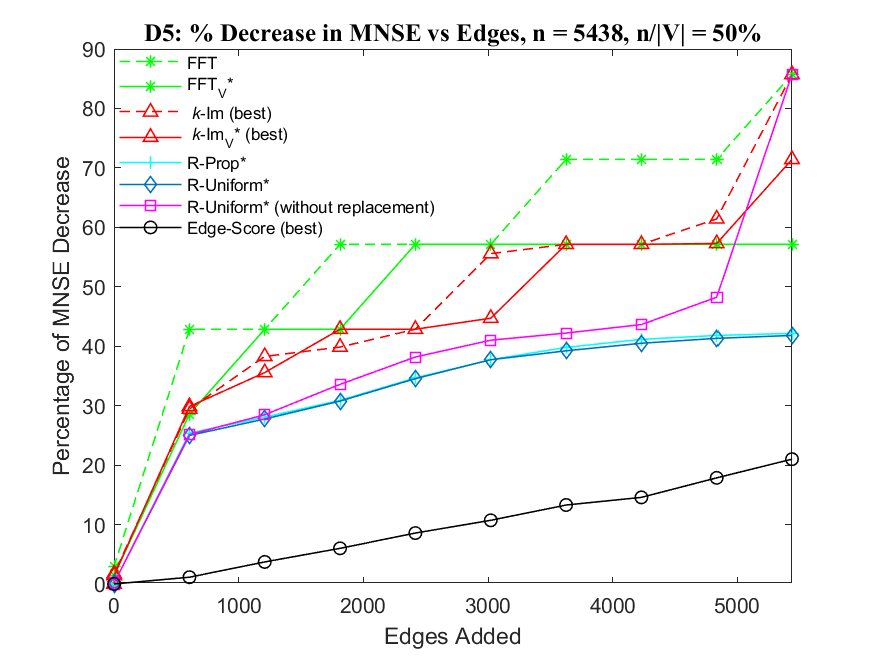 D5: % Decrease in MNSE vs Edges, n = 5438, n/|V| = 50%
90
80
70
60
50
40
30
20
10
0
Percentage of MNSE Decrease
FFT
FFT_V*
k-Im (best)
k-Im_V* (best)
R-Prop*
R-Uniform*
R-Uniform* (without replacement)
Edge-Score (best)
0 1000 2000 3000 4000 5000
Edges Added